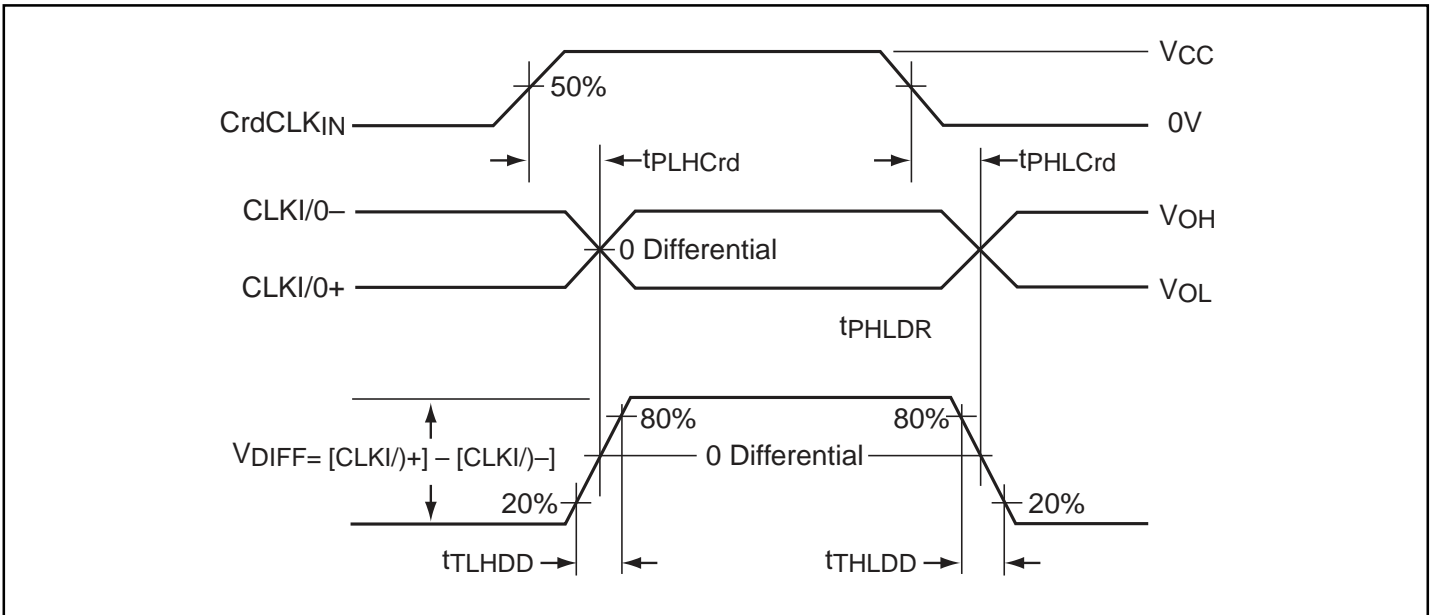 VCC
50%
CrdCLKIN
0V
tPLHCrd
tPHLCrd
CLKI/0–
VOH
0 Differential
CLKI/0+
VOL
tPHLDR
80%
80%
VDIFF= [CLKI/)+] – [CLKI/)–]
0 Differential
20%
20%
tTLHDD
tTHLDD